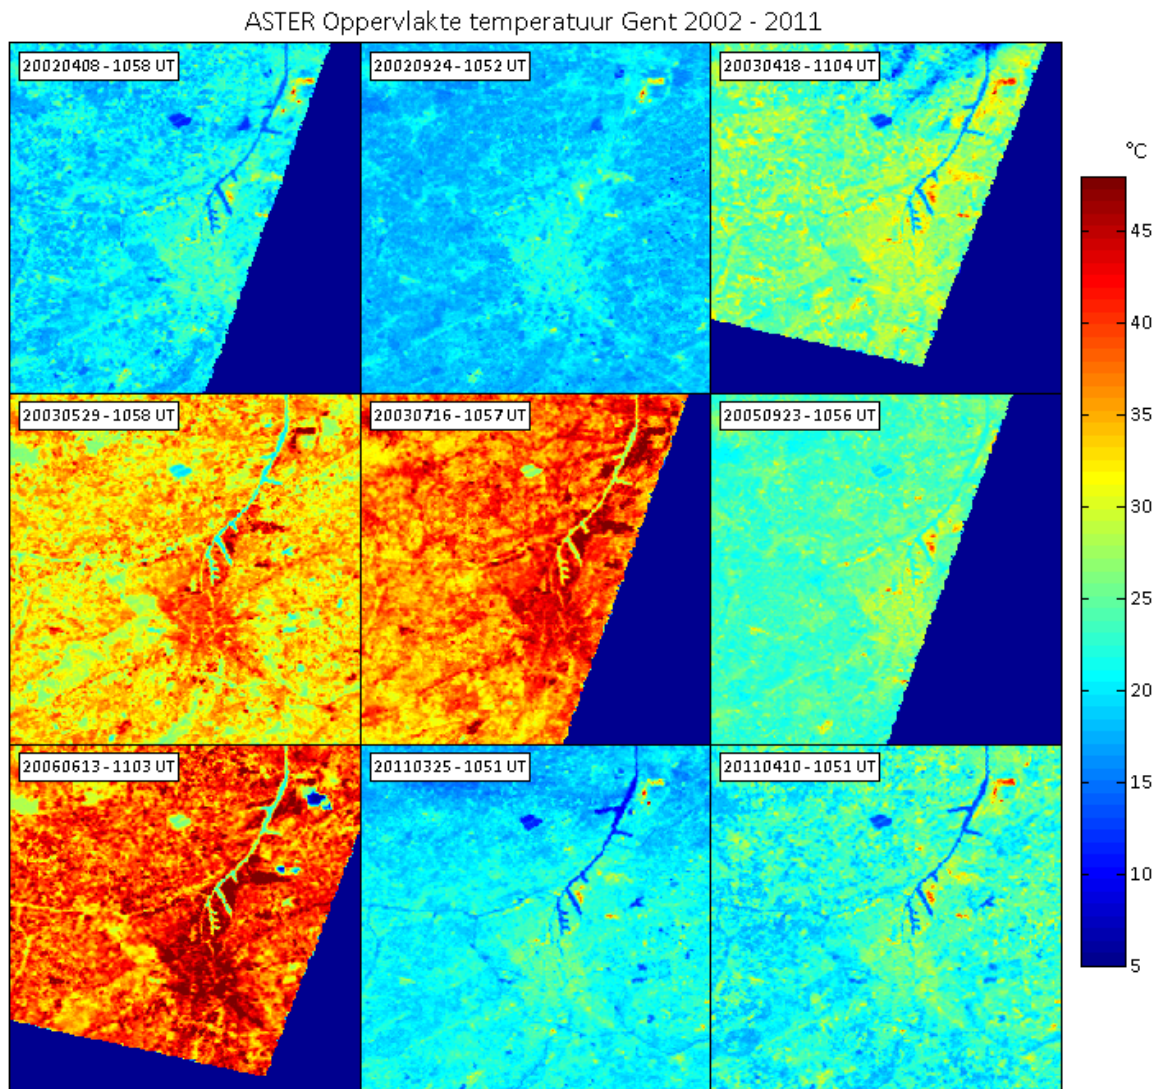 ASTER Oppervlakte temperatuur Gent 2002 - 2011
20020408 - 1058 UT
20020924 - 1052 UT
20030418 - 1104 UT
°C
45
40
35
30
25
20
15
10
5
20030529 - 1058 UT
20030716 - 1057 UT
20050923 - 1056 UT
20060613 - 1103 UT
20110325 - 1051 UT
20110410 - 1051 UT